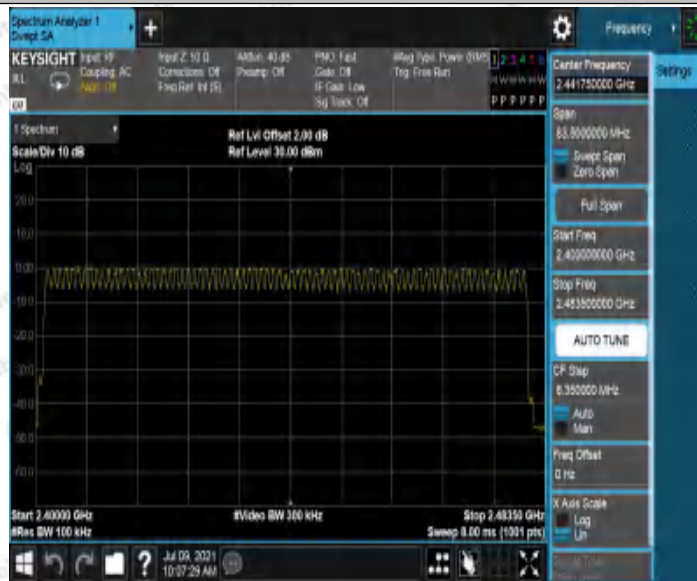 Spectrum Analyzer 1
Swept SA
+
Frequency
KEYSIGHT
Input: RF
Coupling: AC
Align: Off
Input Z: 50 Ω
Corrections: Off
Freq Ref: Int (S)
Atten: 40 dB
Preamp: Off
PNO: Fast
Gate: Off
IF Gain: Low
Sig Track: Off
#Avg Type: Power (RMS)
Trig: Free Run
1 2 3 4 5 6
P P P P P P
Center Frequency
2.441750000 GHz
Settings
Span
83.5000000 MHz
Swept Span
Zero Span
Full Span
Start Freq
2.400000000 GHz
Stop Freq
2.483500000 GHz
AUTO TUNE
CF Step
8.350000 MHz
Auto
Man
Freq Offset
0 Hz
X Axis Scale
Log
Lin
1 Spectrum
Scale/Div 10 dB
Ref Lvl Offset 2.00 dB
Ref Level 30.00 dBm
Log
20.0
10.0
0.00
-10.0
-20.0
-30.0
-40.0
-50.0
-60.0
Start 2.40000 GHz
#Res BW 100 kHz
#Video BW 300 kHz
Stop 2.48350 GHz
Sweep 8.00 ms (1001 pts)
?
Jul 09, 2021
10:07:29 AM